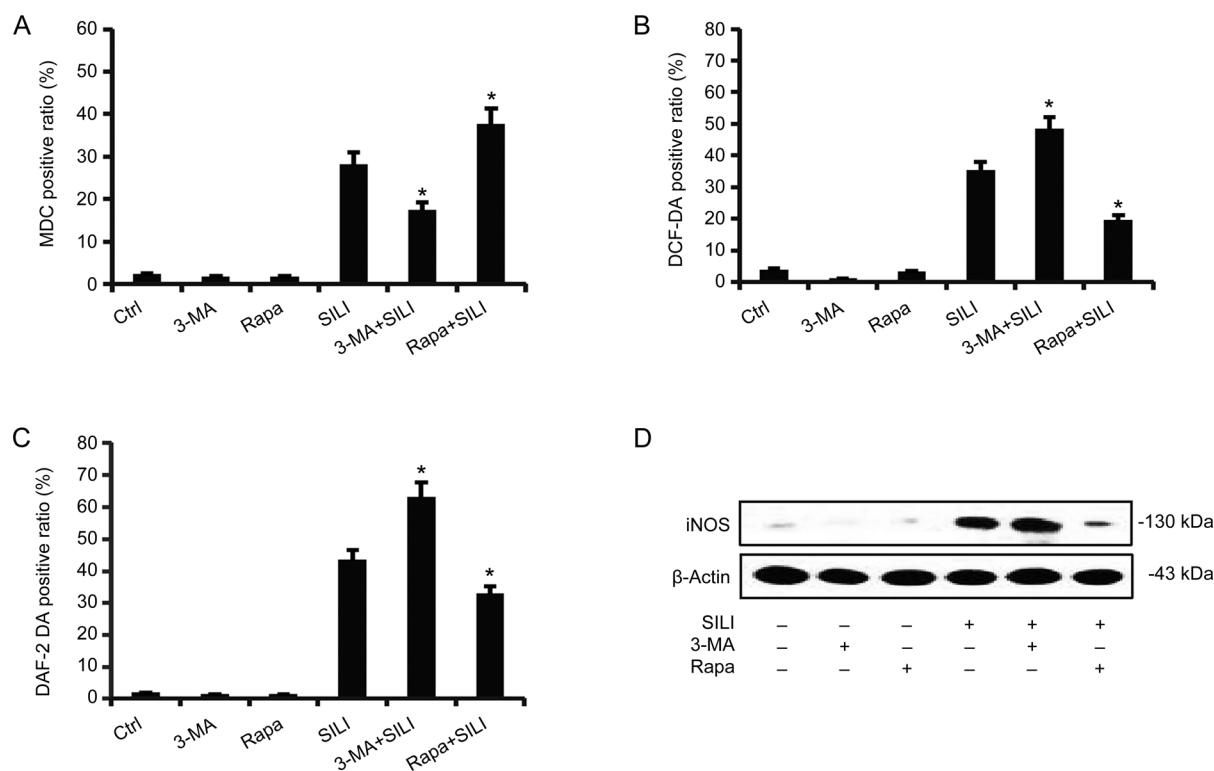 A
MDC positive ratio (%)
60
50
40
30
20
10
0
*
*
Ctrl
3-MA
Rapa
SILI
3-MA+SILI
Rapa+SILI
B
DCF-DA positive ratio (%)
80
70
60
50
40
30
20
10
0
*
*
Ctrl
3-MA
Rapa
SILI
3-MA+SILI
Rapa+SILI
C
DAF-2 DA positive ratio (%)
80
70
60
50
40
30
20
10
0
*
*
Ctrl
3-MA
Rapa
SILI
3-MA+SILI
Rapa+SILI
D
iNOS -130 kDa
β-Actin -43 kDa
SILI – – – + + +
3-MA – + – – + –
Rapa – – + – – +